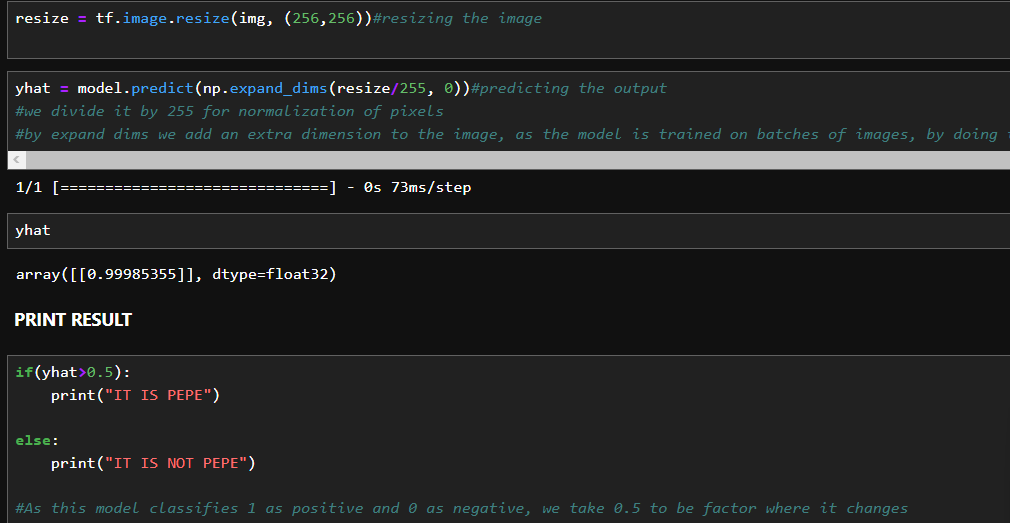 resize = tf.image.resize(img, (256,256))#resizing the image
yhat = model.predict(np.expand_dims(resize/255, 0))#predicting the output
#we divide it by 255 for normalization of pixels
#by expand dims we add an extra dimension to the image, as the model is trained on batches of images, by doing
1/1 [==============================] - 0s 73ms/step
yhat
array([[0.99985355]], dtype=float32)
PRINT RESULT
if(yhat>0.5):
    print("IT IS PEPE")
else:
    print("IT IS NOT PEPE")
#As this model classifies 1 as positive and 0 as negative, we take 0.5 to be factor where it changes